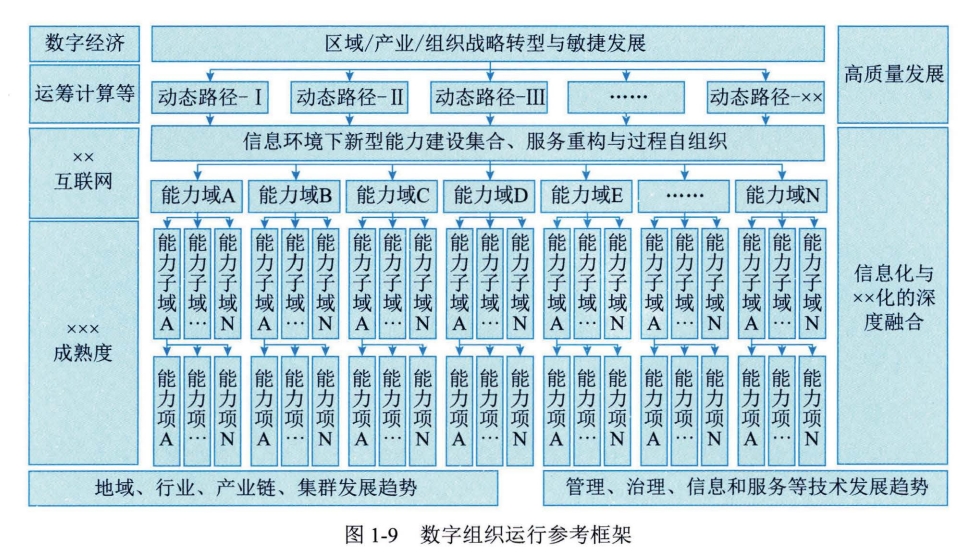 数字经济
区域/产业/组织战略转型与敏捷发展
高质量发展
运筹计算等
动态路径-Ⅰ
动态路径-Ⅱ
动态路径-Ⅲ
……
动态路径-××
××
互联网
信息环境下新型能力建设集合、服务重构与过程自组织
能力域A
能力域B
能力域C
能力域D
能力域E
……
能力域N
×××
成熟度
能力子域A
能力子域…
能力子域N
能力子域A
能力子域…
能力子域N
能力子域A
能力子域…
能力子域N
能力子域A
能力子域…
能力子域N
能力子域A
能力子域…
能力子域N
能力子域A
能力子域…
能力子域N
能力子域A
能力子域…
能力子域N
能力项A
能力项…
能力项N
能力项A
能力项…
能力项N
能力项A
能力项…
能力项N
能力项A
能力项…
能力项N
能力项A
能力项…
能力项N
能力项A
能力项…
能力项N
能力项A
能力项…
能力项N
信息化与
××化的深
度融合
地域、行业、产业链、集群发展趋势
管理、治理、信息和服务等技术发展趋势
图 1-9 数字组织运行参考框架